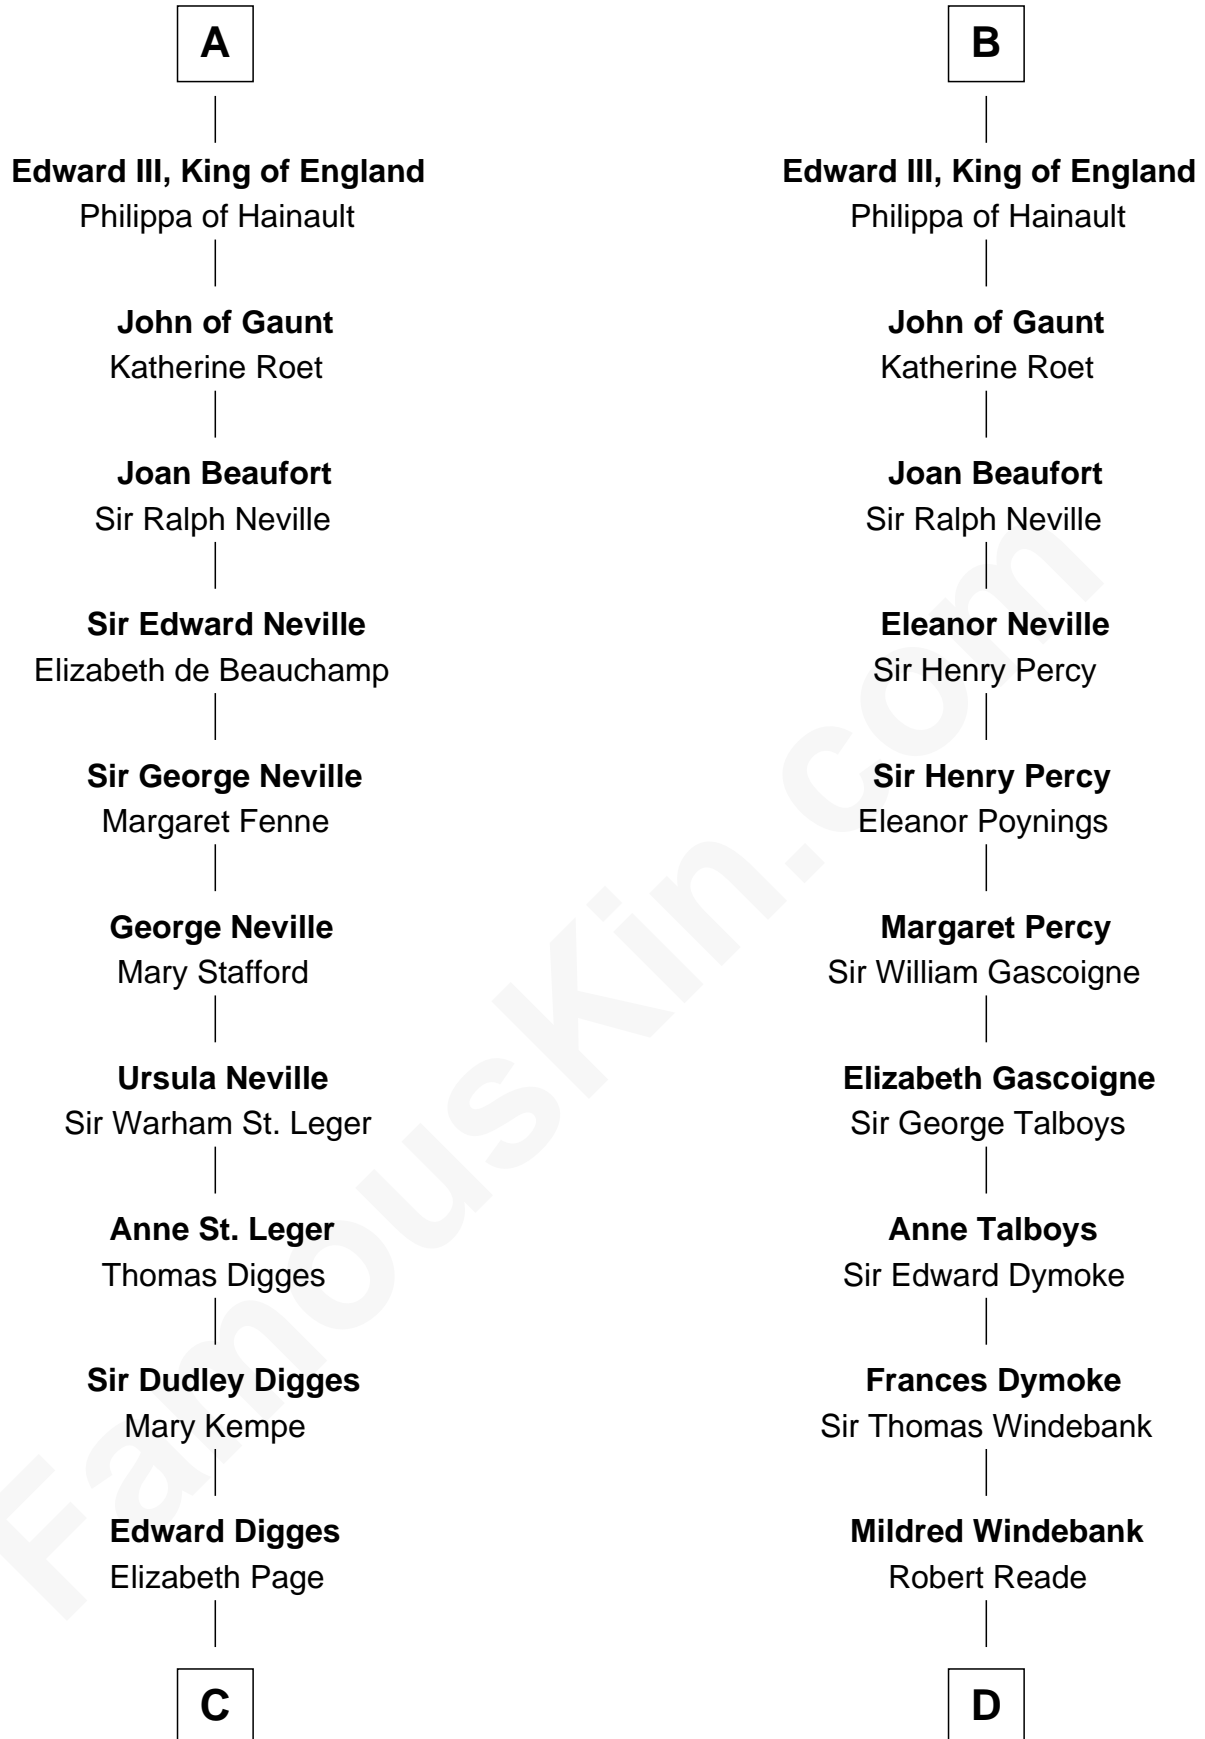 A
Edward III, King of England
Philippa of Hainault
John of Gaunt
Katherine Roet
Joan Beaufort
Sir Ralph Neville
Sir Edward Neville
Elizabeth de Beauchamp
Sir George Neville
Margaret Fenne
George Neville
Mary Stafford
Ursula Neville
Sir Warham St. Leger
Anne St. Leger
Thomas Digges
Sir Dudley Digges
Mary Kempe
Edward Digges
Elizabeth Page
C
B
Edward III, King of England
Philippa of Hainault
John of Gaunt
Katherine Roet
Joan Beaufort
Sir Ralph Neville
Eleanor Neville
Sir Henry Percy
Sir Henry Percy
Eleanor Poynings
Margaret Percy
Sir William Gascoigne
Elizabeth Gascoigne
Sir George Talboys
Anne Talboys
Sir Edward Dymoke
Frances Dymoke
Sir Thomas Windebank
Mildred Windebank
Robert Reade
D
FamousKin.com